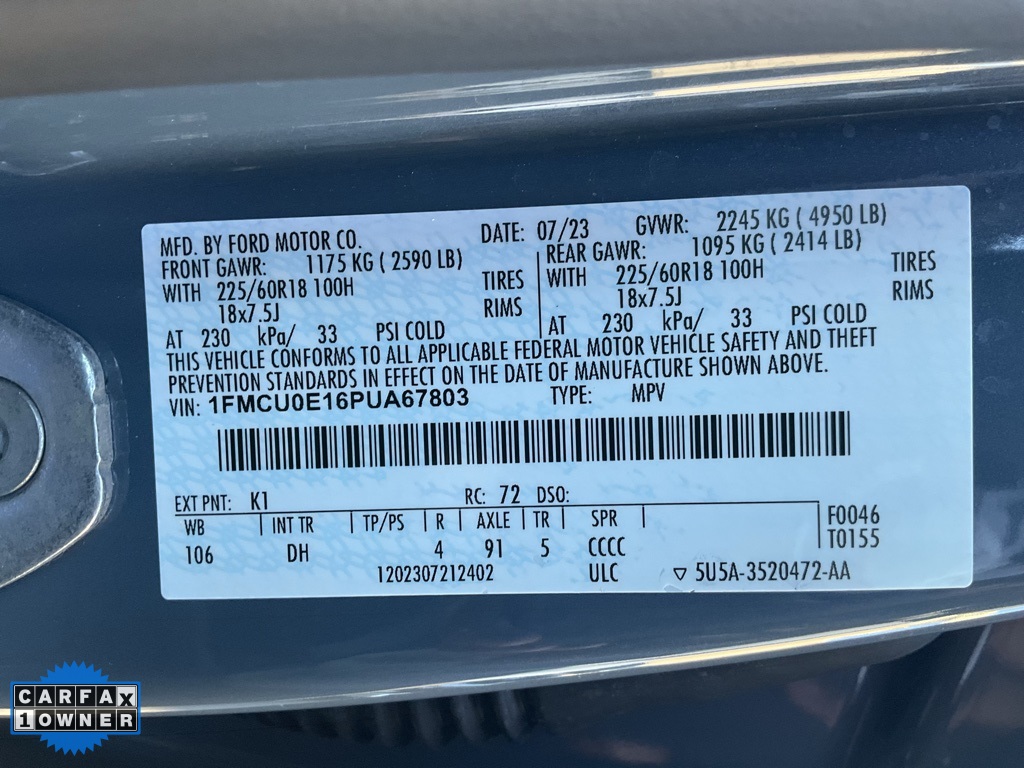 MFD. BY FORD MOTOR CO. DATE: 07/23 GVWR: 2245 KG ( 4950 LB)
FRONT GAWR: 1175 KG ( 2590 LB) REAR GAWR: 1095 KG ( 2414 LB)
WITH 225/60R18 100H TIRES WITH 225/60R18 100H TIRES
18x7.5J RIMS 18x7.5J RIMS
AT 230 kPa/ 33 PSI COLD AT 230 kPa/ 33 PSI COLD
THIS VEHICLE CONFORMS TO ALL APPLICABLE FEDERAL MOTOR VEHICLE SAFETY AND THEFT
PREVENTION STANDARDS IN EFFECT ON THE DATE OF MANUFACTURE SHOWN ABOVE.
VIN: 1FMCU0E16PUA67803 TYPE: MPV
EXT PNT: K1 RC: 72 DSO:
WB INT TR TP/PS R AXLE TR SPR F0046
106 DH 4 91 5 CCCC T0155
1202307212402 ULC ▽ 5U5A-3520472-AA
CARFAX
1 OWNER